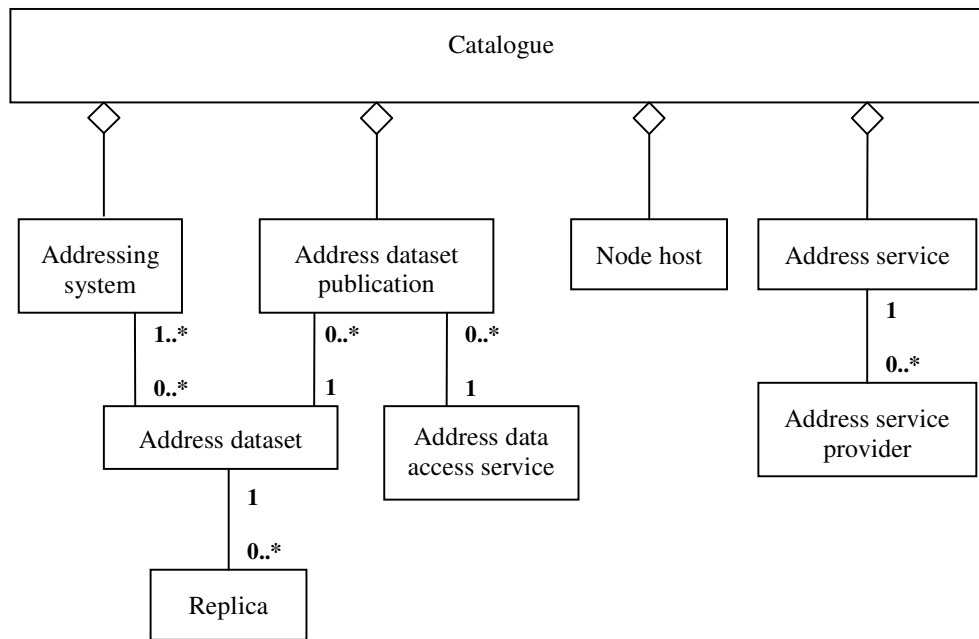 Catalogue
Addressing
system
Address dataset
publication
Node host
Address service
1..*
0..*
0..*
1
0..*
1
1
0..*
Address dataset
Address data
access service
Address service
provider
1
0..*
Replica